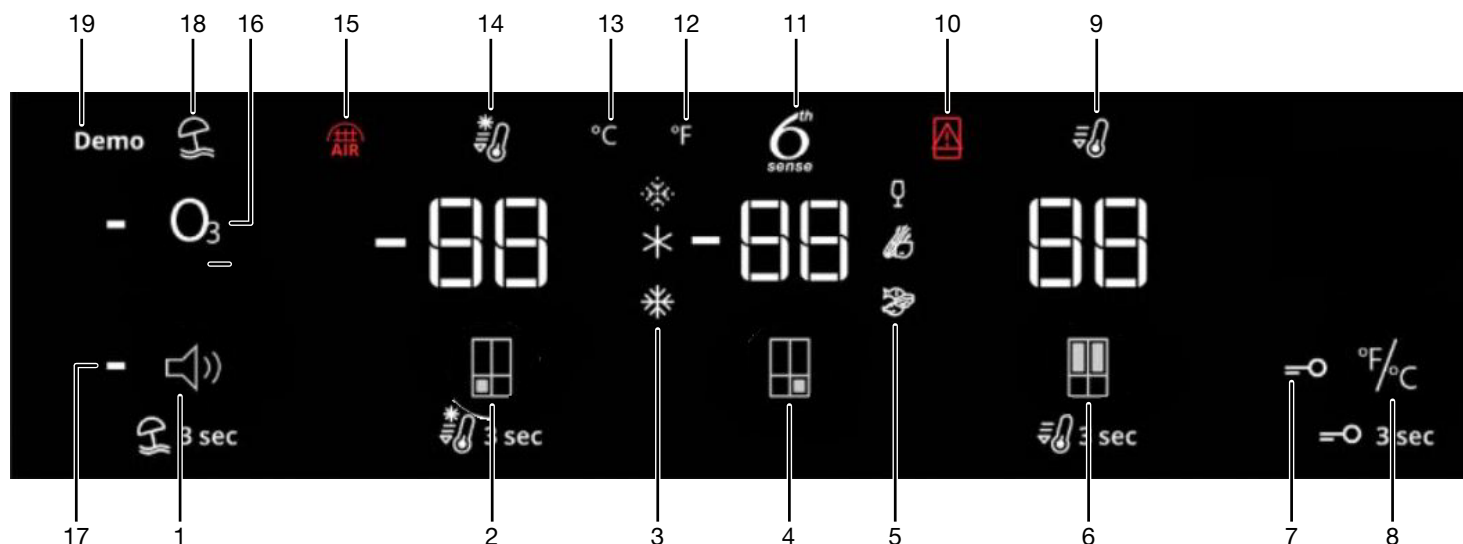 19 18 16 15 14 13 12 11 10 9
Demo AIR °C °F 6th sense
- O3 -88 -88 88
- °F/°C
3 sec 3 sec 3 sec 3 sec
17 1 2 3 4 5 6 7 8